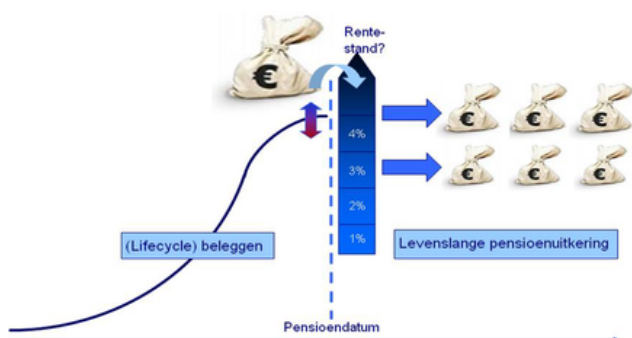 Rente-
stand?
€
4%
€ € €
3%
€ € €
2%
(Lifecycle) beleggen
1%
Levenslange pensioenuitkering
Pensioendatum